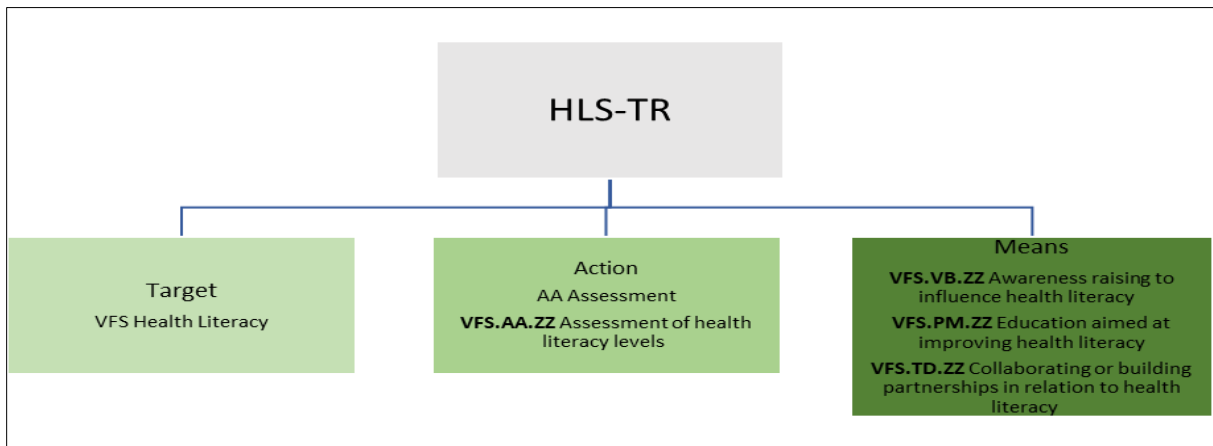 HLS-TR
Target
VFS Health Literacy
Action
AA Assessment
VFS.AA.ZZ Assessment of health
literacy levels
Means
VFS.VB.ZZ Awareness raising to
influence health literacy
VFS.PM.ZZ Education aimed at
improving health literacy
VFS.TD.ZZ Collaborating or building
partnerships in relation to health
literacy